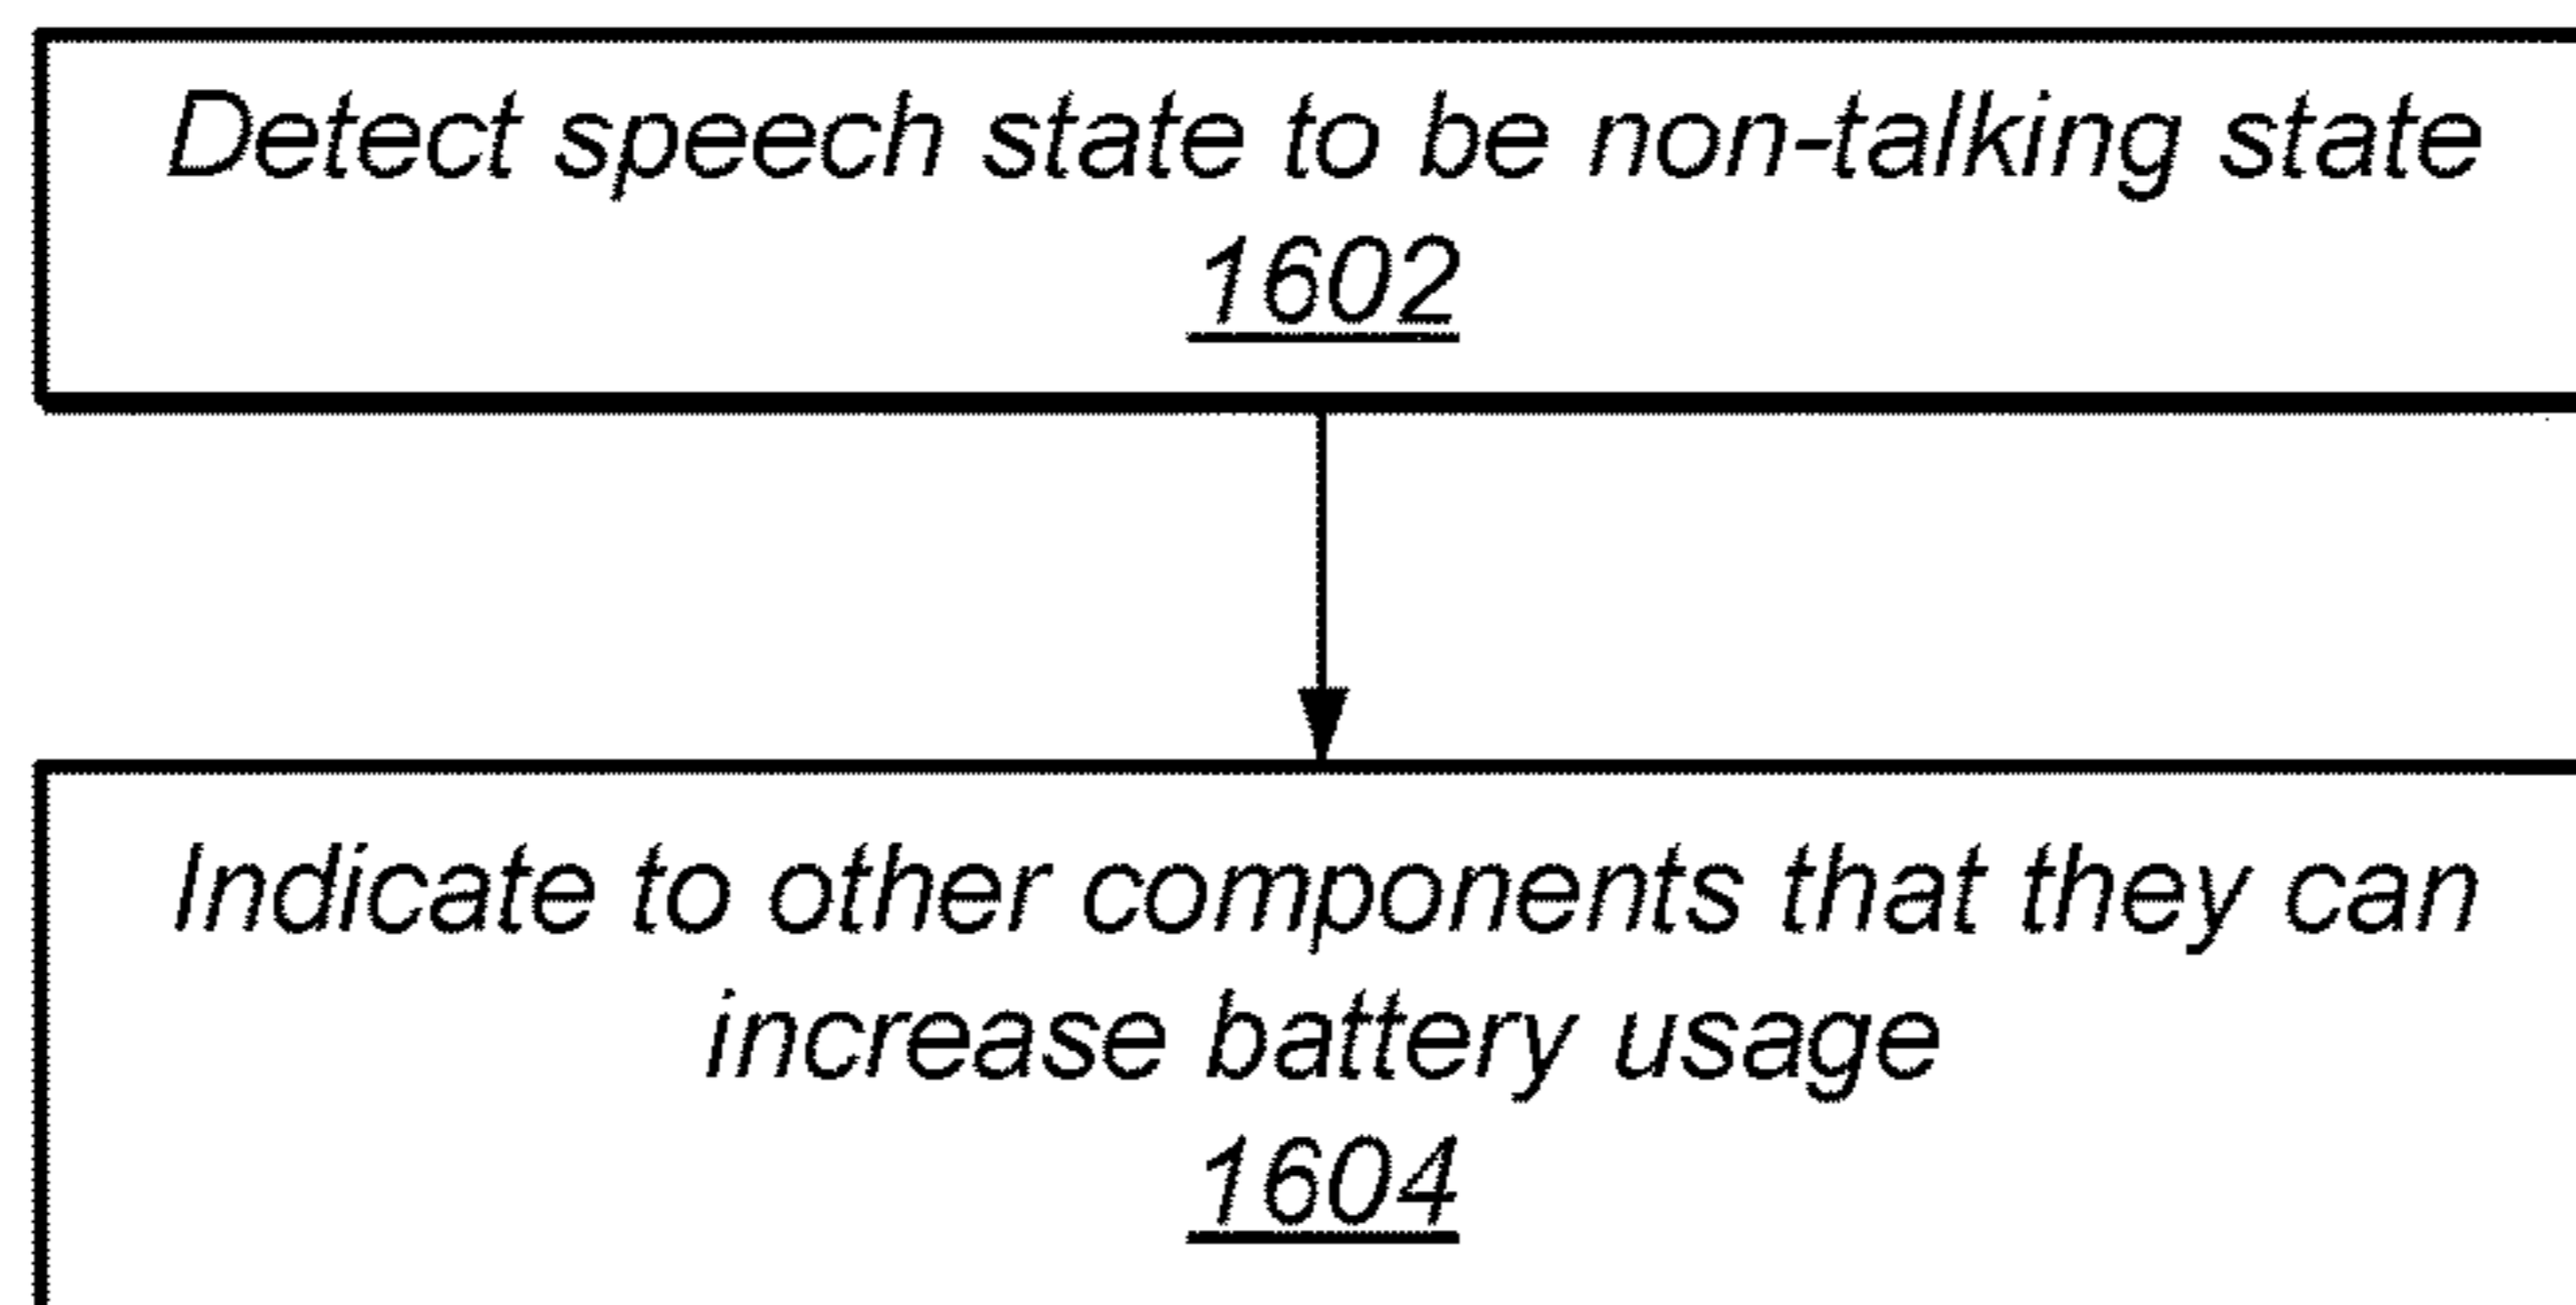 Detect speech state to be non-talking state
1602
Indicate to other components that they can
increase battery usage
1604